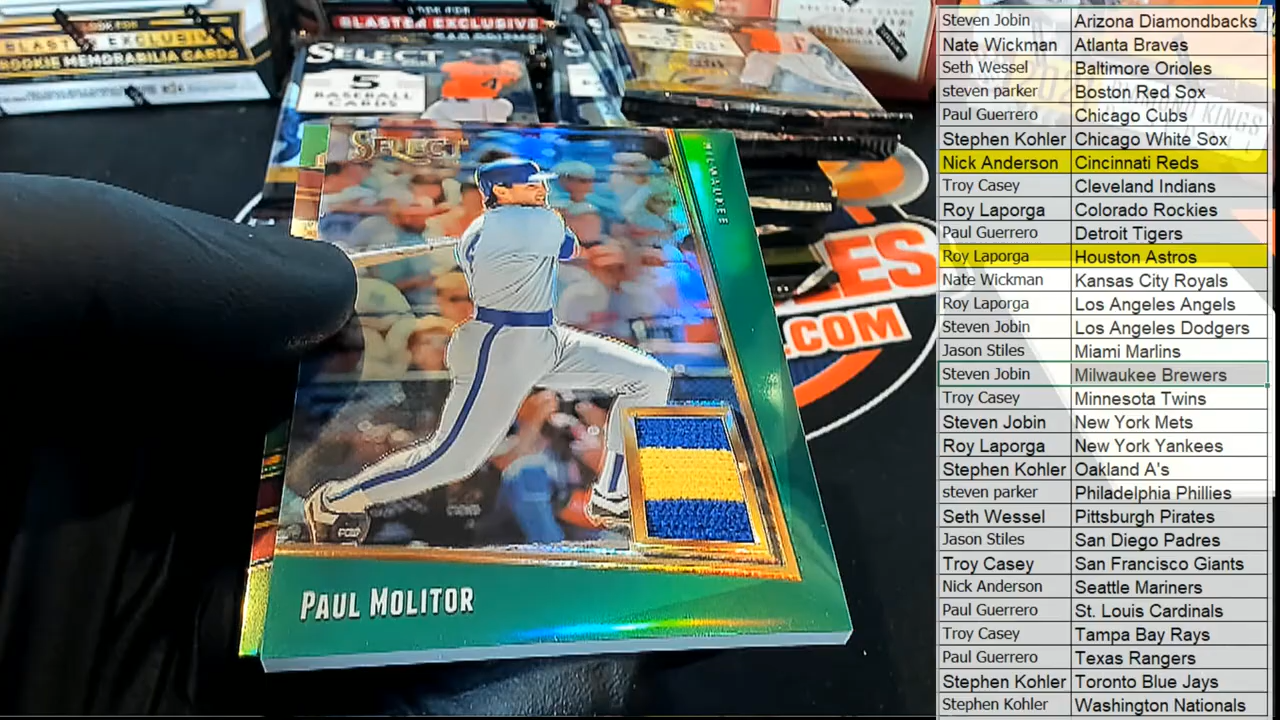 BLASTER EXCLUSIVE
ROOKIE MEMORABILIA CARDS
LOOK FOR
BLASTER EXCLUSIVE
SELECT
5
BASEBALL
CARDS
SELECT
MILWAUKEE
ES
.COM
KINGS
PAUL MOLITOR
Steven Jobin Arizona Diamondbacks
Nate Wickman Atlanta Braves
Seth Wessel Baltimore Orioles
steven parker Boston Red Sox
Paul Guerrero Chicago Cubs
Stephen Kohler Chicago White Sox
Nick Anderson Cincinnati Reds
Troy Casey Cleveland Indians
Roy Laporga Colorado Rockies
Paul Guerrero Detroit Tigers
Roy Laporga Houston Astros
Nate Wickman Kansas City Royals
Roy Laporga Los Angeles Angels
Steven Jobin Los Angeles Dodgers
Jason Stiles Miami Marlins
Steven Jobin Milwaukee Brewers
Troy Casey Minnesota Twins
Steven Jobin New York Mets
Roy Laporga New York Yankees
Stephen Kohler Oakland A's
steven parker Philadelphia Phillies
Seth Wessel Pittsburgh Pirates
Jason Stiles San Diego Padres
Troy Casey San Francisco Giants
Nick Anderson Seattle Mariners
Paul Guerrero St. Louis Cardinals
Troy Casey Tampa Bay Rays
Paul Guerrero Texas Rangers
Stephen Kohler Toronto Blue Jays
Stephen Kohler Washington Nationals